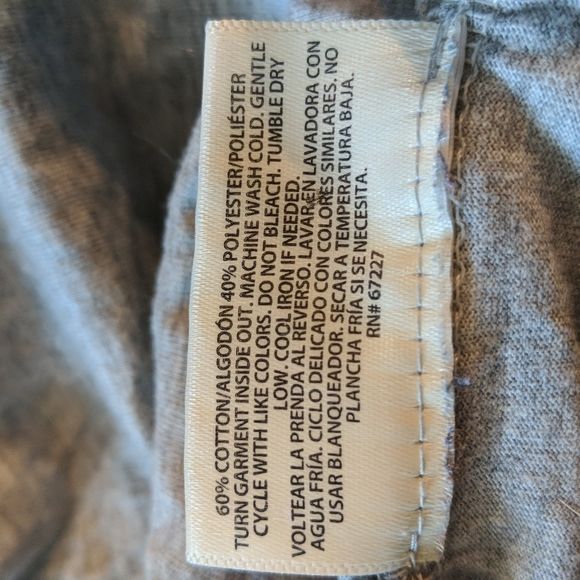 60% COTTON/ALGODÓN 40% POLYESTER/POLIÉSTER
TURN GARMENT INSIDE OUT. MACHINE WASH COLD. GENTLE
CYCLE WITH LIKE COLORS. DO NOT BLEACH. TUMBLE DRY
LOW. COOL IRON IF NEEDED.
VOLTEAR LA PRENDA AL REVERSO. LAVAR EN LAVADORA CON
AGUA FRÍA. CICLO DELICADO CON COLORES SIMILARES. NO
USAR BLANQUEADOR. SECAR A TEMPERATURA BAJA.
PLANCHA FRÍA SI SE NECESITA.
RN# 67227